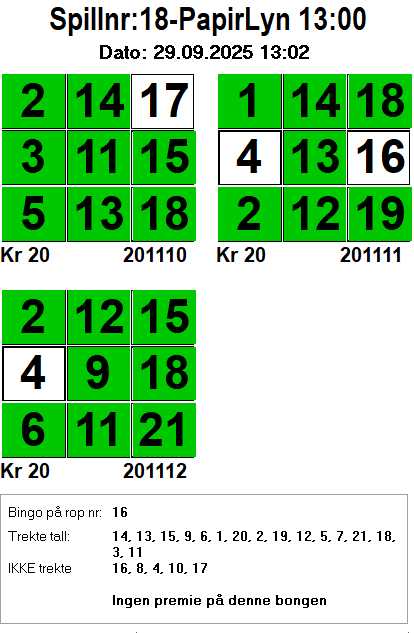 Spillnr:18-PapirLyn 13:00
Dato: 29.09.2025 13:02
2 14 17 1 14 18
3 11 15 4 13 16
5 13 18 2 12 19
Kr 20 201110 Kr 20 201111
2 12 15
4 9 18
6 11 21
Kr 20 201112
Bingo på rop nr: 16
Trekte tall: 14, 13, 15, 9, 6, 1, 20, 2, 19, 12, 5, 7, 21, 18,
3, 11
IKKE trekte 16, 8, 4, 10, 17
Ingen premie på denne bongen